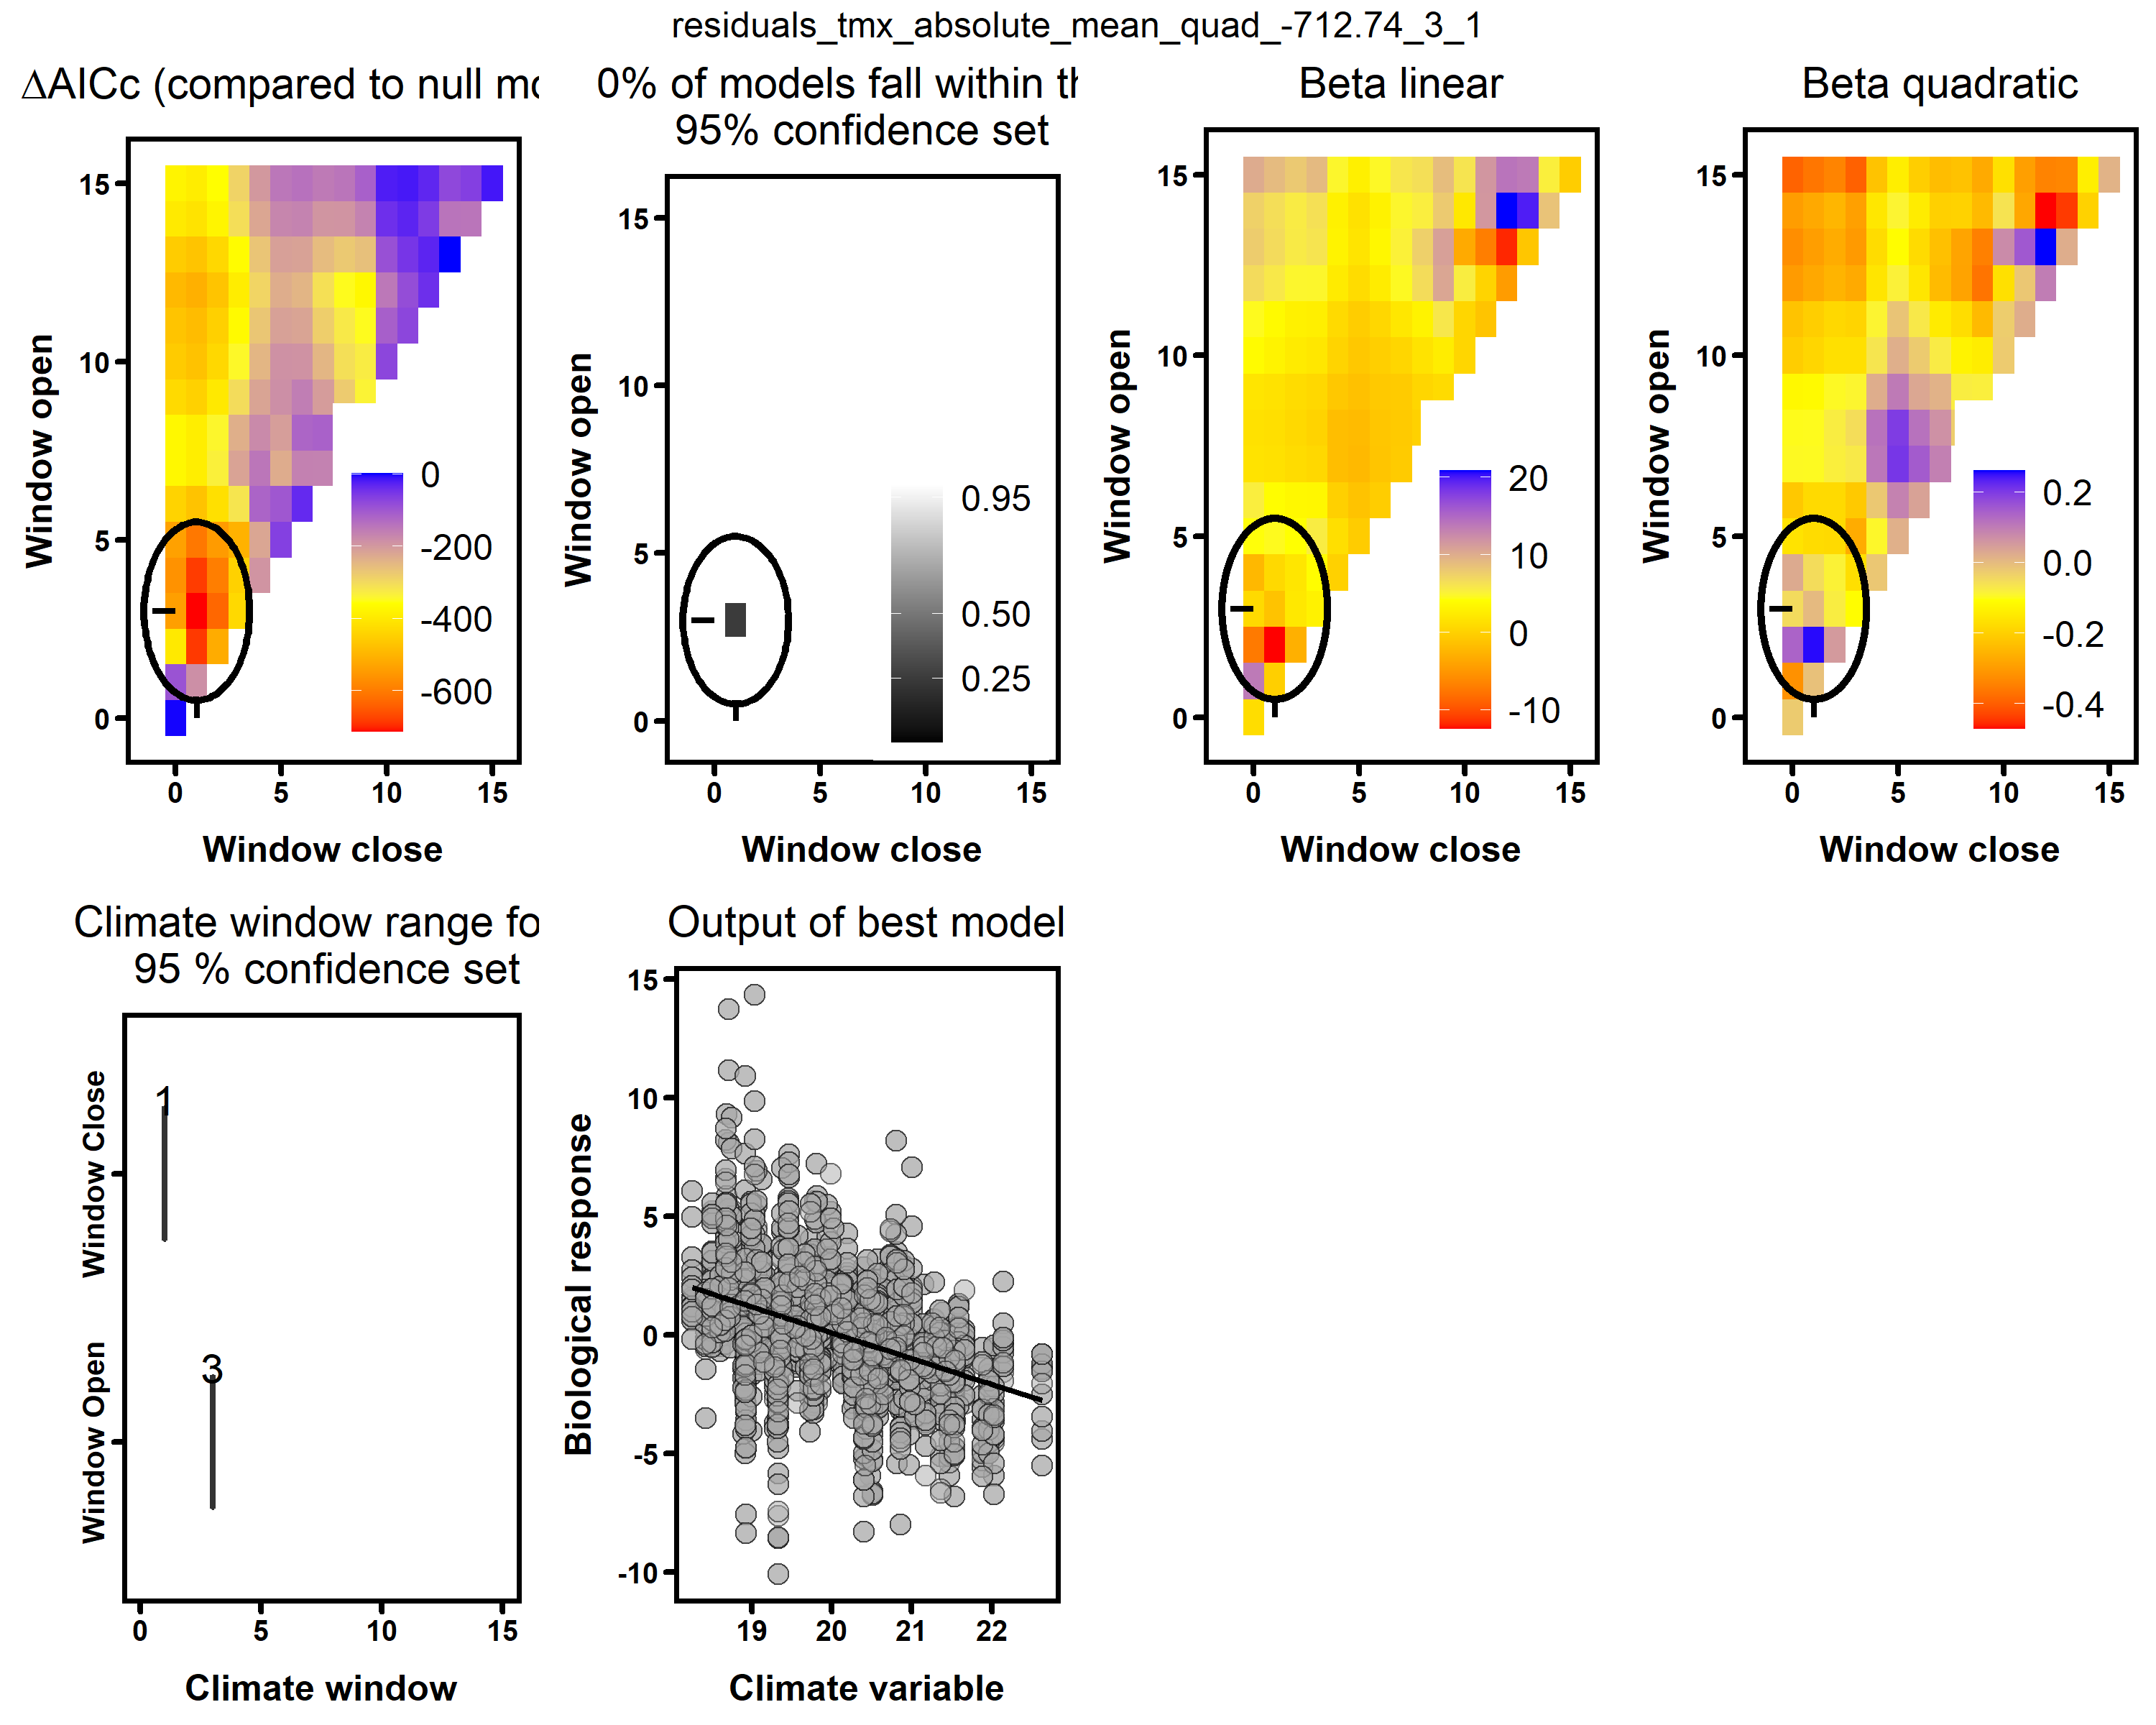 residuals_tmx_absolute_mean_quad_-712.74_3_1
ΔAICc (compared to null mo
15
10
5
0
0
-200
-400
-600
0 5 10 15
Window open
Window close
0% of models fall within th
95% confidence set
15
10
5
0
0.95
0.50
0.25
0 5 10 15
Window open
Window close
Beta linear
15
10
5
0
20
10
0
-10
0 5 10 15
Window open
Window close
Beta quadratic
15
10
5
0
0.2
0.0
-0.2
-0.4
0 5 10 15
Window open
Window close
Climate window range fo
95 % confidence set
Window Close
1
Window Open
3
0 5 10 15
Climate window
Output of best model
15
10
5
0
-5
-10
Biological response
19 20 21 22
Climate variable